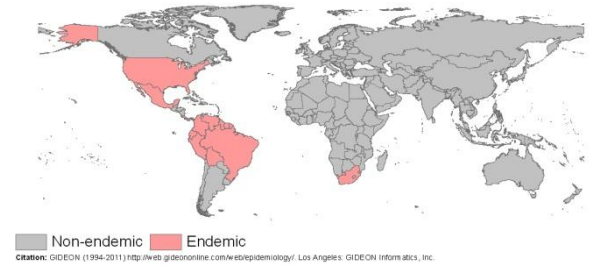 Non-endemic Endemic
Citation: GIDEON (1994-2011) http://web.gideononline.com/web/epidemiology/. Los Angeles: GIDEON Informatics, Inc.